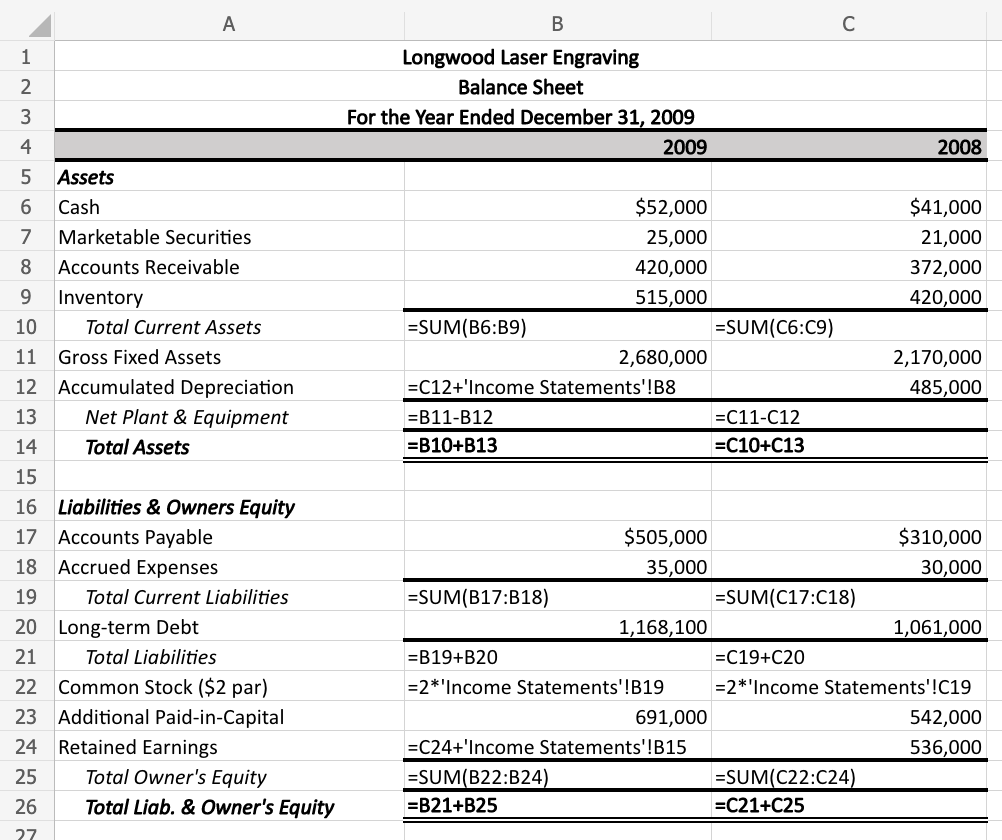 A B C
1 Longwood Laser Engraving
2 Balance Sheet
3 For the Year Ended December 31, 2009
4 2009 2008
5 Assets
6 Cash $52,000 $41,000
7 Marketable Securities 25,000 21,000
8 Accounts Receivable 420,000 372,000
9 Inventory 515,000 420,000
10 Total Current Assets =SUM(B6:B9) =SUM(C6:C9)
11 Gross Fixed Assets 2,680,000 2,170,000
12 Accumulated Depreciation =C12+'Income Statements'!B8 485,000
13 Net Plant & Equipment =B11-B12 =C11-C12
14 Total Assets =B10+B13 =C10+C13
15
16 Liabilities & Owners Equity
17 Accounts Payable $505,000 $310,000
18 Accrued Expenses 35,000 30,000
19 Total Current Liabilities =SUM(B17:B18) =SUM(C17:C18)
20 Long-term Debt 1,168,100 1,061,000
21 Total Liabilities =B19+B20 =C19+C20
22 Common Stock ($2 par) =2*'Income Statements'!B19 =2*'Income Statements'!C19
23 Additional Paid-in-Capital 691,000 542,000
24 Retained Earnings =C24+'Income Statements'!B15 536,000
25 Total Owner's Equity =SUM(B22:B24) =SUM(C22:C24)
26 Total Liab. & Owner's Equity =B21+B25 =C21+C25
27